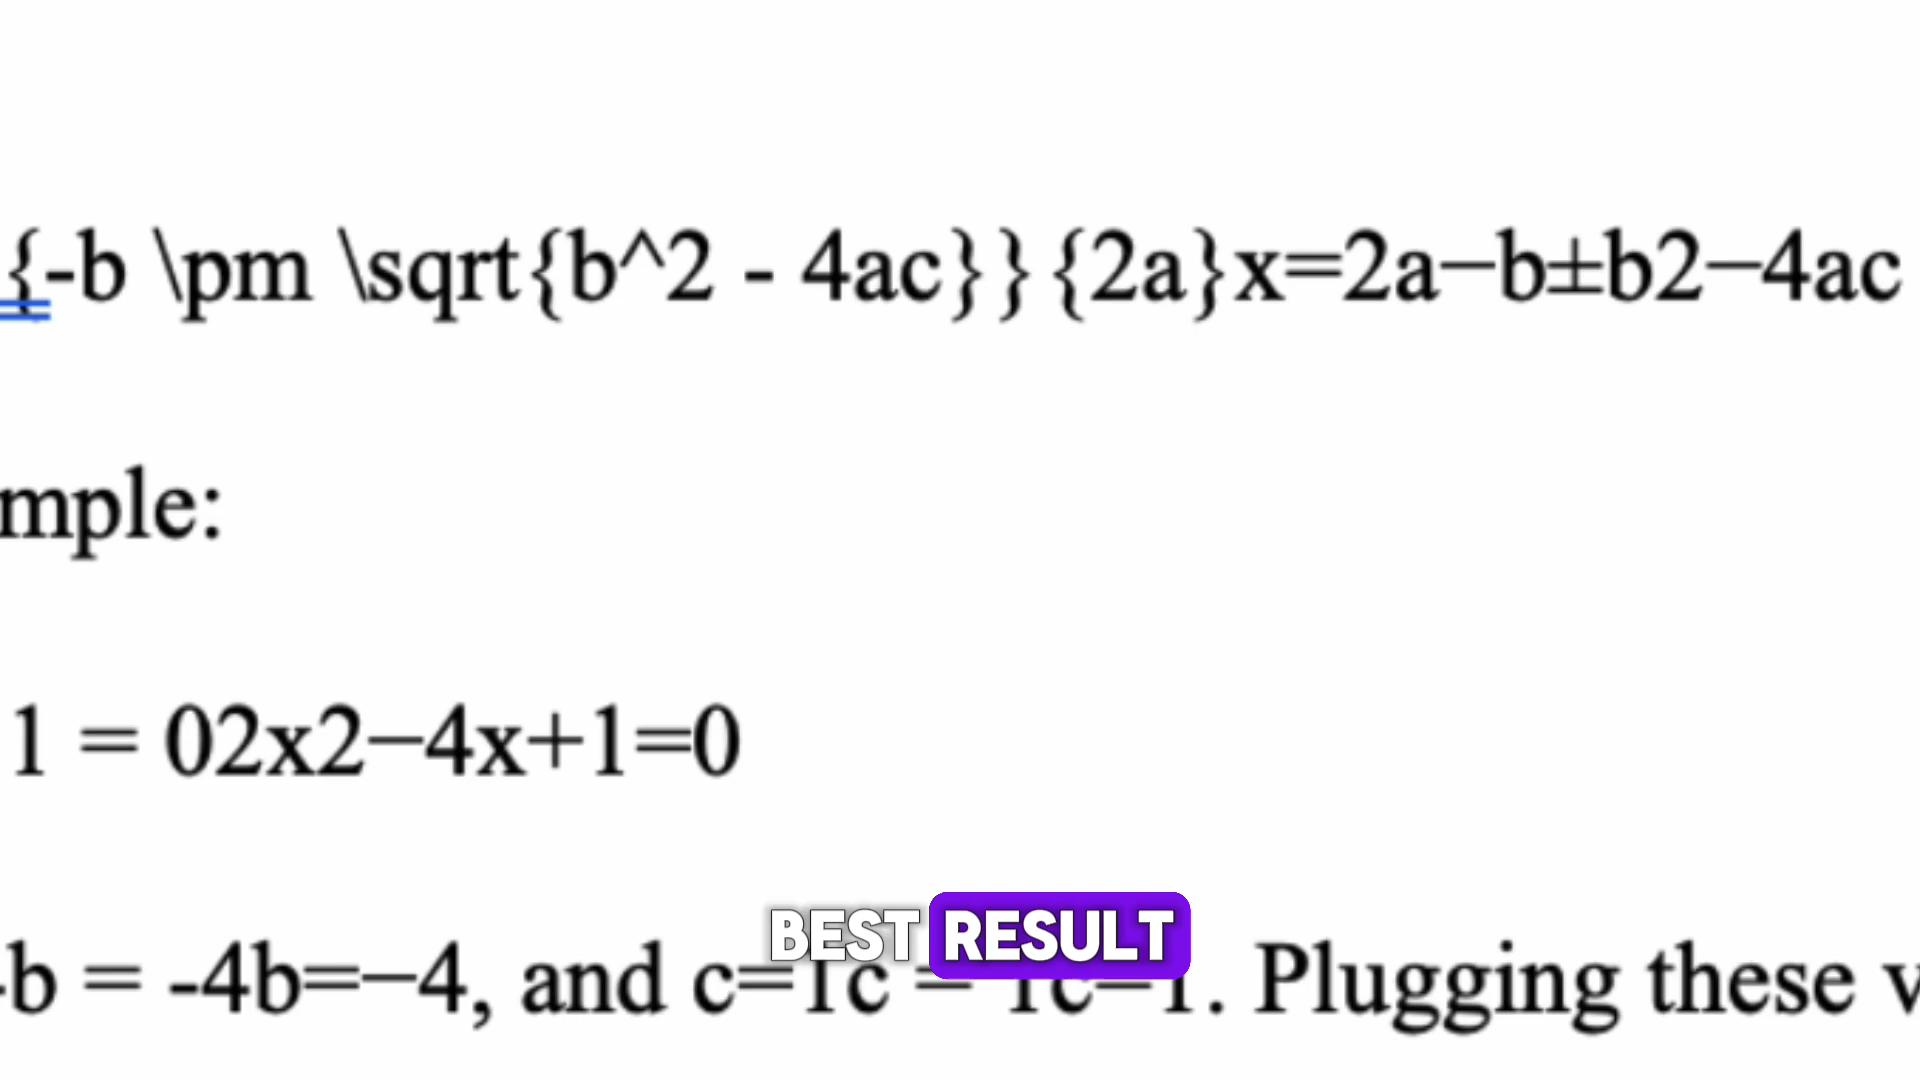 {-b \pm \sqrt{b^2 - 4ac}}{2a}x=2a−b±b2−4ac
mple:
1 = 02x2−4x+1=0
BEST RESULT
-b = -4b=−4, and c=1c = 1c=1. Plugging these v